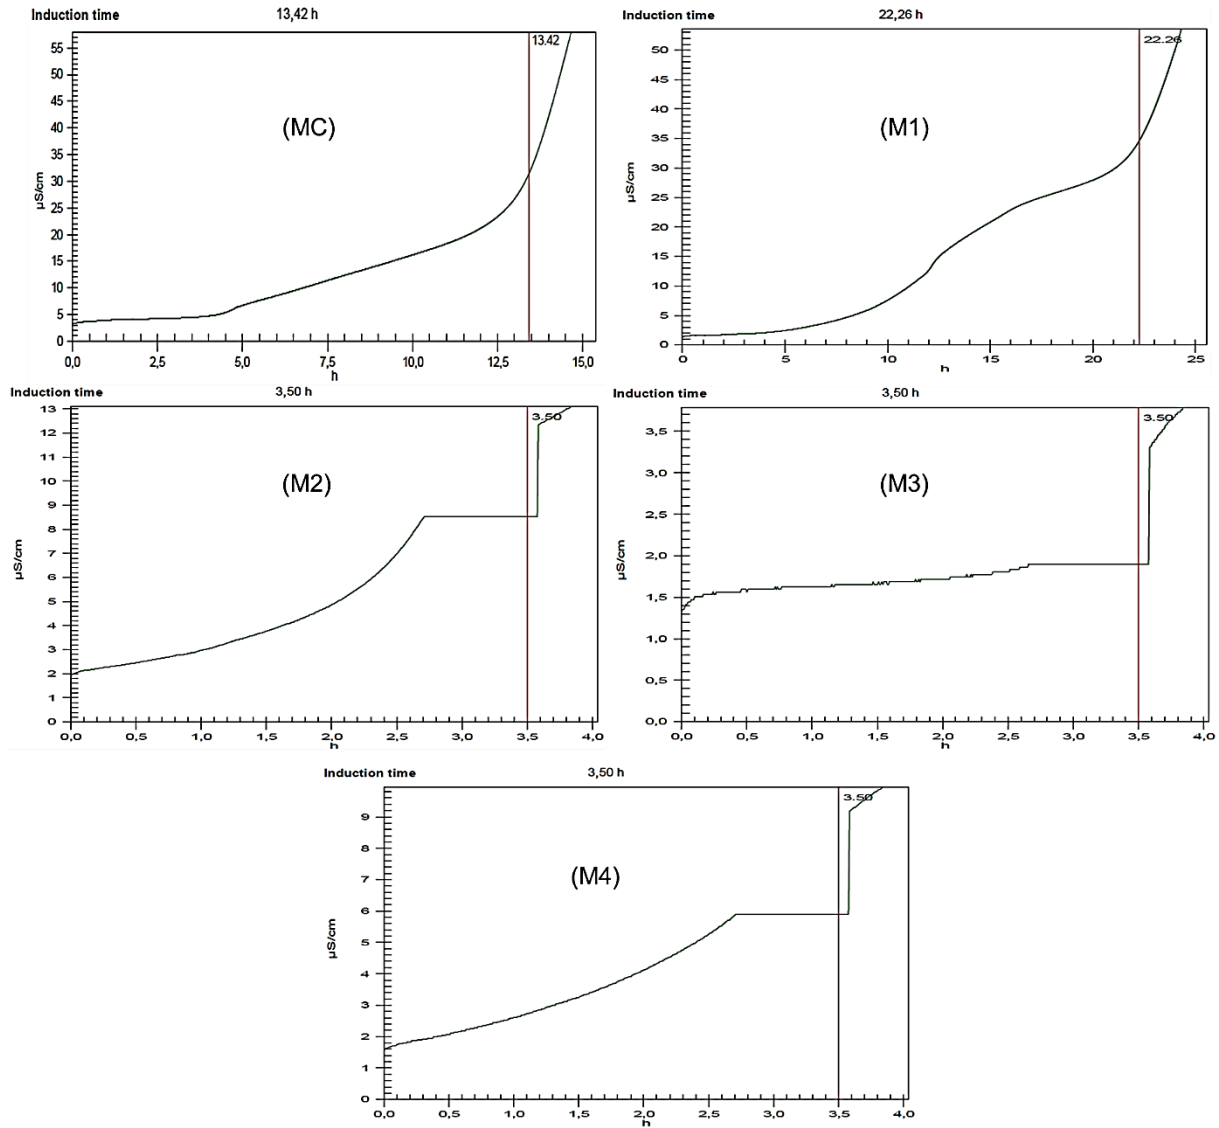 Induction time 13,42 h
13.42
55
50
45
40
35
30
25
20
15
10
5
0
µS/cm
(MC)
0,0 2,5 5,0 7,5 10,0 12,5 15,0
h
Induction time 22,26 h
22.26
50
45
40
35
30
25
20
15
10
5
0
µS/cm
(M1)
0 5 10 15 20 25
h
Induction time 3,50 h
3.50
13
12
11
10
9
8
7
6
5
4
3
2
1
0
µS/cm
(M2)
0,0 0,5 1,0 1,5 2,0 2,5 3,0 3,5 4,0
h
Induction time 3,50 h
3.50
3,5
3,0
2,5
2,0
1,5
1,0
0,5
0,0
µS/cm
(M3)
0,0 0,5 1,0 1,5 2,0 2,5 3,0 3,5 4,0
h
Induction time 3,50 h
3.50
9
8
7
6
5
4
3
2
1
0
µS/cm
(M4)
0,0 0,5 1,0 1,5 2,0 2,5 3,0 3,5 4,0
h